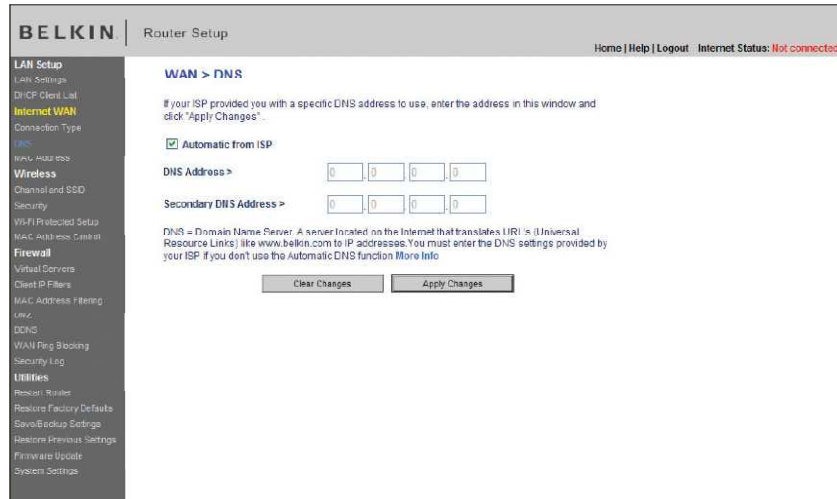 BELKIN.
Router Setup
Home | Help | Logout Internet Status: Not connected
LAN Setup
LAN Settings
DHCP Client List
Internet WAN
Connection Type
DNS
MAC Address
Wireless
Channel and SSID
Security
Wi-Fi Protected Setup
MAC Address Control
Firewall
Virtual Servers
Client IP Filters
MAC Address Filtering
DMZ
DDNS
WAN Ping Blocking
Security Log
Utilities
Restart Router
Restore Factory Defaults
Save/Backup Settings
Restore Previous Settings
Firmware Update
System Settings
WAN > DNS
If your ISP provided you with a specific DNS address to use, enter the address in this window and
click "Apply Changes".
Automatic from ISP
DNS Address > 0 . 0 . 0 . 0
Secondary DNS Address > 0 . 0 . 0 . 0
DNS = Domain Name Server. A server located on the Internet that translates URL's (Universal
Resource Links) like www.belkin.com to IP addresses.You must enter the DNS settings provided by
your ISP if you don't use the Automatic DNS function More Info
Clear Changes
Apply Changes